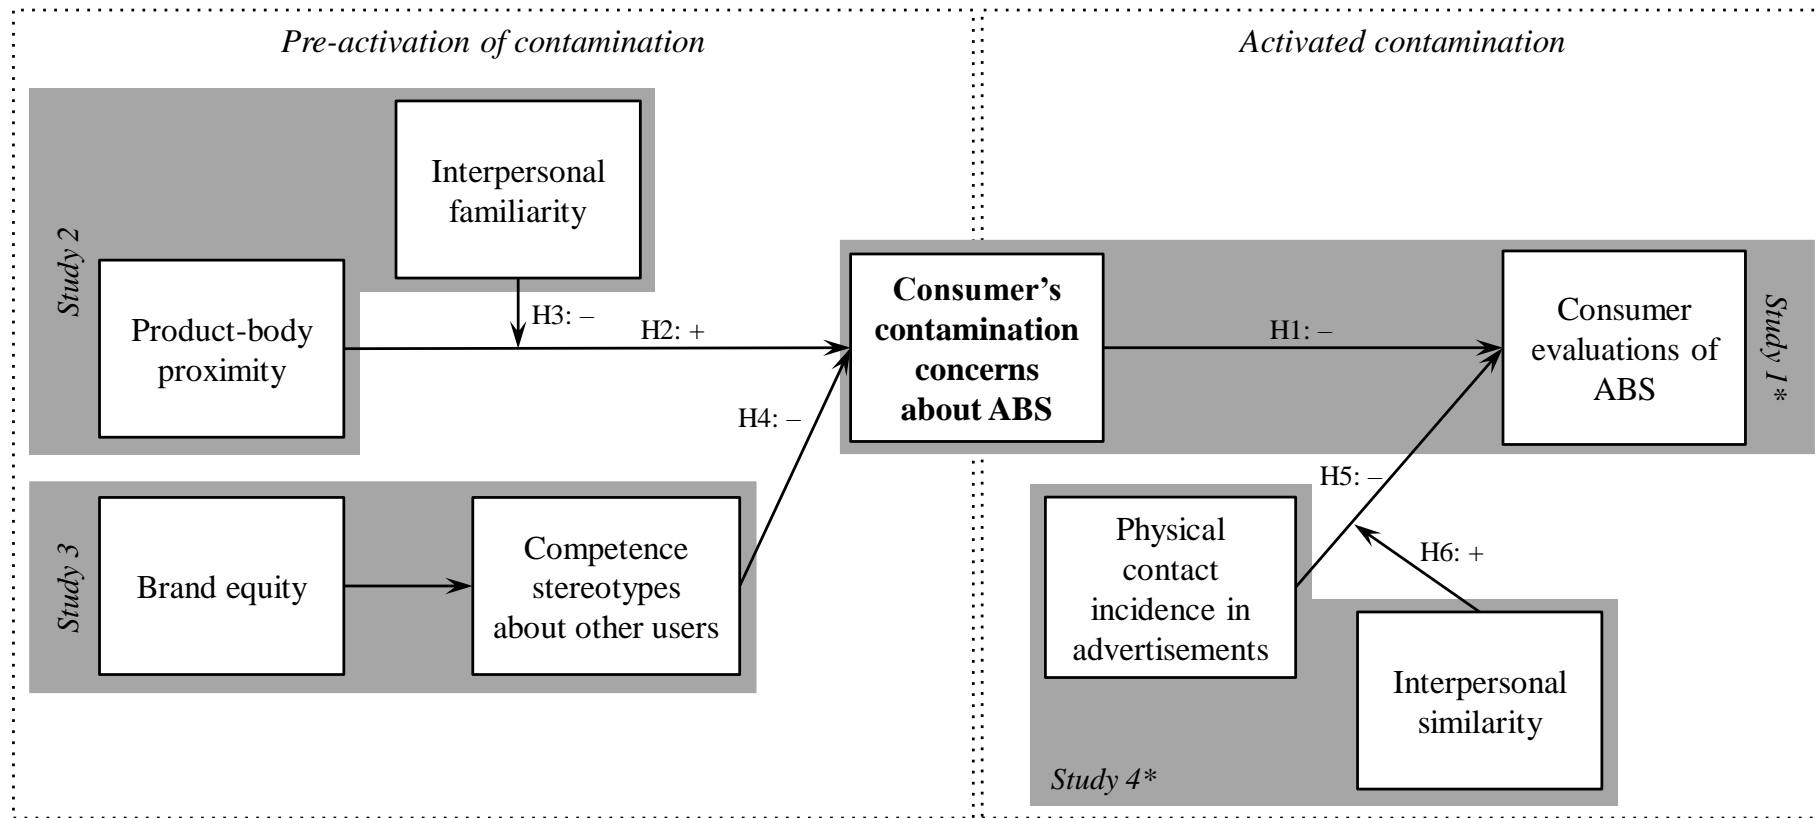 Pre-activation of contamination
Activated contamination
Study 2
Interpersonal
familiarity
Product-body
proximity
H3: –
H2: +
Consumer’s
contamination
concerns
about ABS
H1: –
Consumer
evaluations of
ABS
Study 1*
H4: –
Study 3
Brand equity
Competence
stereotypes
about other users
H5: –
Physical
contact
incidence in
advertisements
H6: +
Interpersonal
similarity
Study 4*